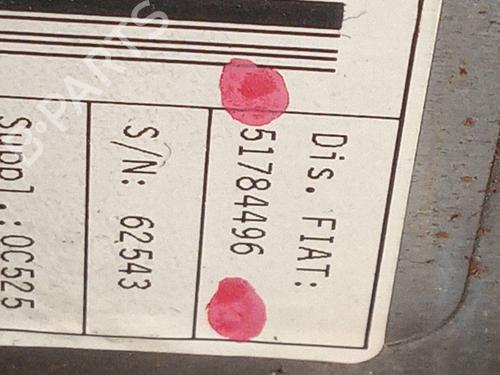 Dis. FIAT:
51784496
S/N: 62543
Suppl.:0C525
B-PARTS